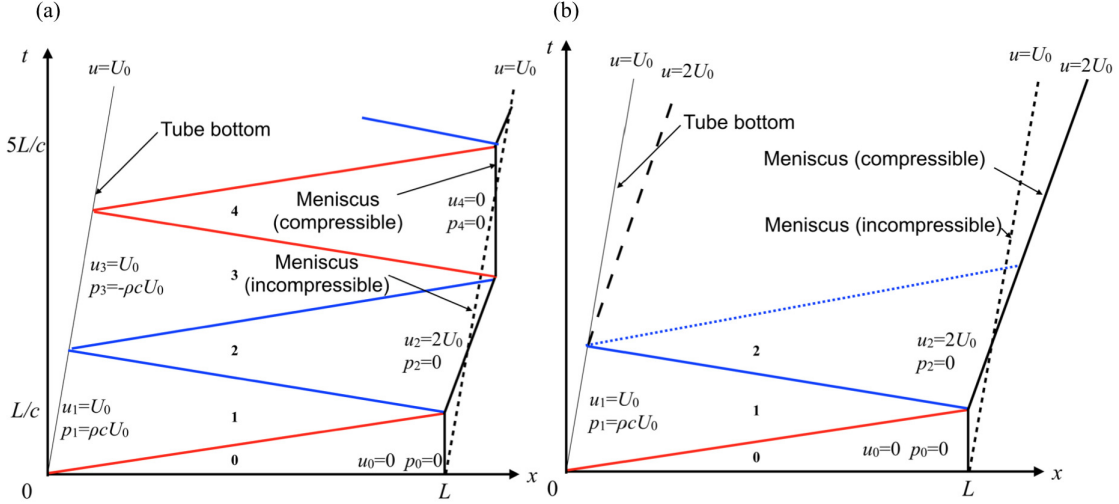 (a)
t
u=U₀
u=U₀
5L/c
Tube bottom
4
Meniscus
(compressible)
u₄=0
p₄=0
u₃=U₀
p₃=-ρcU₀
3
Meniscus
(incompressible)
2
u₂=2U₀
p₂=0
L/c
u₁=U₀
p₁=ρcU₀
1
0
u₀=0 p₀=0
0
L
x
(b)
t
u=U₀
u=2U₀
u=U₀
u=2U₀
Tube bottom
Meniscus (compressible)
Meniscus (incompressible)
2
u₂=2U₀
p₂=0
u₁=U₀
p₁=ρcU₀
1
0
u₀=0 p₀=0
0
L
x